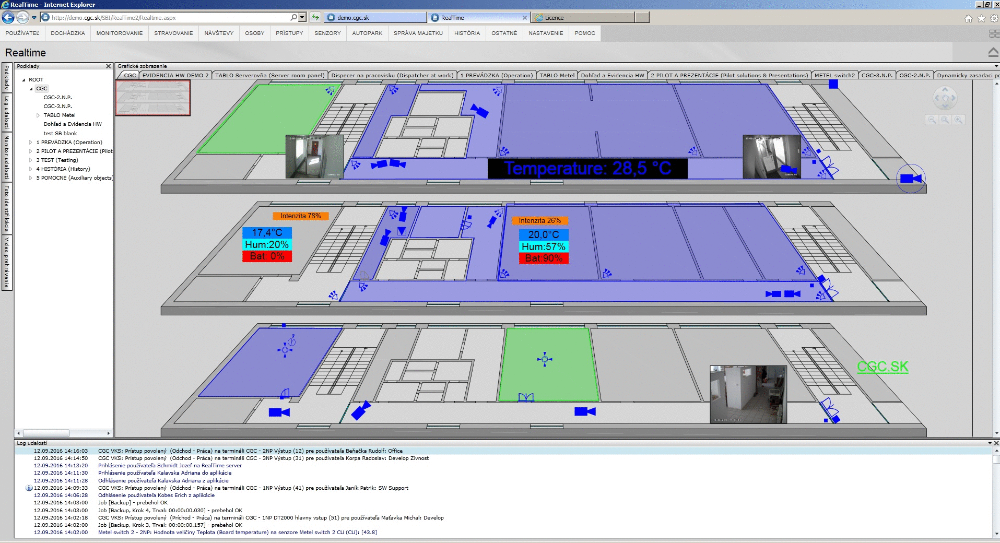 RealTime - Internet Explorer
http://demo.cgc.sk/SBI/RealTime2/Realtime.aspx
demo.cgc.sk
RealTime
Licence
POUŽÍVATEĽ
DOCHÁDZKA
MONITOROVANIE
STRAVOVANIE
NÁVŠTEVY
OSOBY
PRÍSTUPY
SENZORY
AUTOPARK
SPRÁVA MAJETKU
HISTÓRIA
OSTATNÉ
NASTAVENIE
POMOC
Realtime
Podklady
Log udalostí
Monitor udalostí
Foto identifikácia
Video prehrávanie
Podklady
ROOT
CGC
CGC-2.N.P.
CGC-3.N.P.
TABLO Metel
Dohľad a Evidencia HW
test SB blank
1 PREVÁDZKA (Operation)
2 PILOT A PREZENTÁCIE (Pilot
3 TEST (Testing)
4 HISTÓRIA (History)
5 POMOCNÉ (Auxiliary objects)
Grafické zobrazenie
CGC
EVIDENCIA HW DEMO 2
TABLO Serverovňa (Server room panel)
Dispecer na pracovisku (Dispatcher at work)
1 PREVÁDZKA (Operation)
TABLO Metel
Dohľad a Evidencia HW
2 PILOT A PREZENTÁCIE (Pilot solutions & Presentations)
METEL switch2
CGC-3.N.P.
CGC-2.N.P.
Dynamicky zasadaci po
Temperature: 28,5 °C
Intenzita 78%
17,4°C
Hum:20%
Bat: 0%
Intenzita 26%
20,0°C
Hum:57%
Bat:90%
CGC.SK
Log udalostí
12.09.2016 14:16:03 CGC VKS: Prístup povolený (Odchod - Práca) na termináli CGC - 2NP Výstup (12) pre používateľa Beňačka Rudolf: Office
12.09.2016 14:14:50 CGC VKS: Prístup povolený (Odchod - Práca) na termináli CGC - 3NP Výstup (31) pre používateľa Korpa Radoslav: Develop Zivnost
12.09.2016 14:13:20 Prihlásenie používateľa Schmidt Jozef na RealTime server
12.09.2016 14:11:30 Prihlásenie používateľa Kalavska Adriana do aplikácie
12.09.2016 14:11:28 Odhlásenie používateľa Kalavska Adriana z aplikácie
12.09.2016 14:09:33 CGC VKS: Prístup povolený (Odchod - Práca) na termináli CGC - 1NP Výstup (41) pre používateľa Janík Patrik: SW Support
12.09.2016 14:06:28 Odhlásenie používateľa Kobes Erich z aplikácie
12.09.2016 14:03:00 Job [Backup] - prebehol OK
12.09.2016 14:03:00 Job [Backup, Krok 4, Trval: 00:00:00.030] - prebehol OK
12.09.2016 14:02:18 CGC VKS: Prístup povolený (Príchod - Práca) na termináli CGC - 1NP DT2000 hlavny vstup (51) pre používateľa Maťavka Michal: Develop
12.09.2016 14:02:00 Job [Backup, Krok 3, Trval: 00:00:00.157] - prebehol OK
12.09.2016 14:02:00 Metel switch 2 - 2NP: Hodnota veličiny Teplota (Board temperature) na senzore Metel switch 2 CU (CU): [43.8]